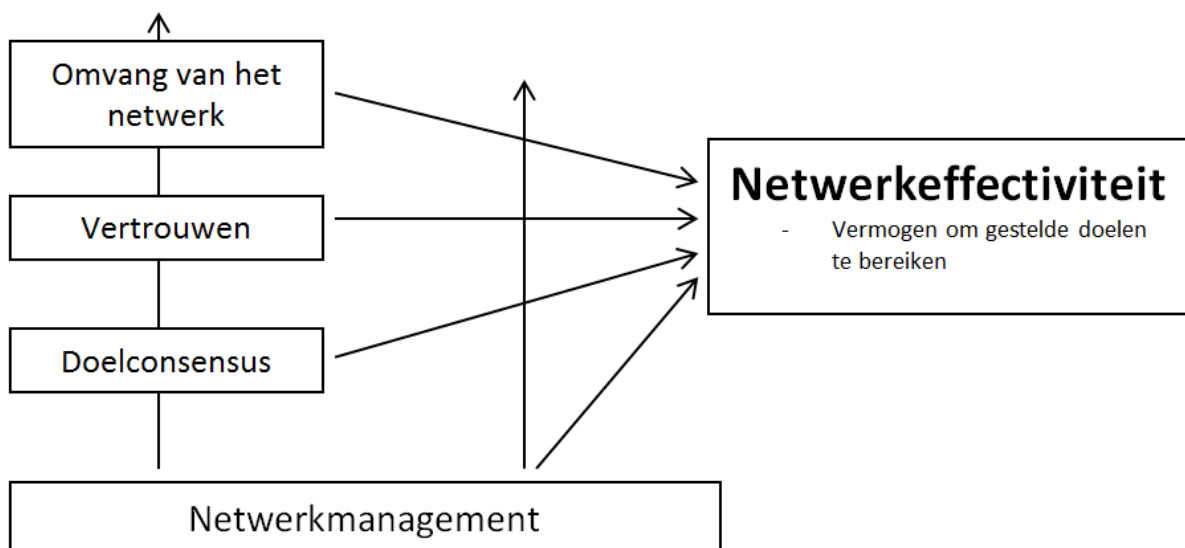 Omvang van het
netwerk
Vertrouwen
Doelconsensus
Netwerkmanagement
Netwerkeffectiviteit
- Vermogen om gestelde doelen
te bereiken